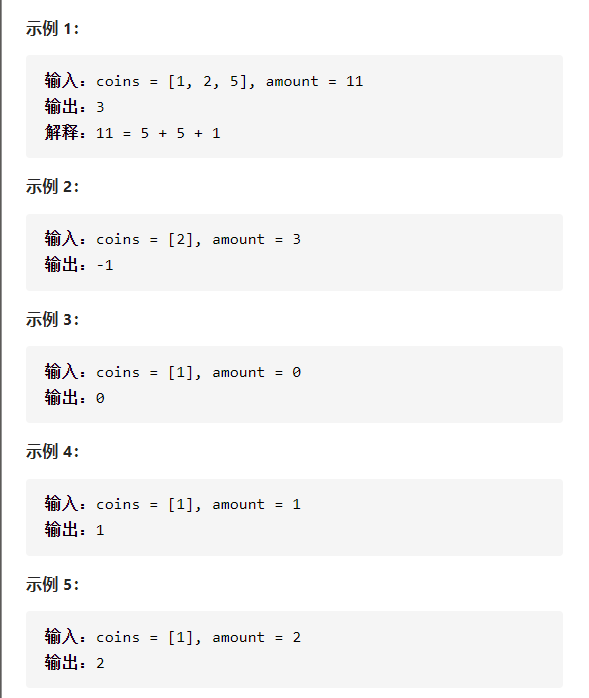 示例 1：
输入：coins = [1, 2, 5], amount = 11
输出：3
解释：11 = 5 + 5 + 1
示例 2：
输入：coins = [2], amount = 3
输出：-1
示例 3：
输入：coins = [1], amount = 0
输出：0
示例 4：
输入：coins = [1], amount = 1
输出：1
示例 5：
输入：coins = [1], amount = 2
输出：2